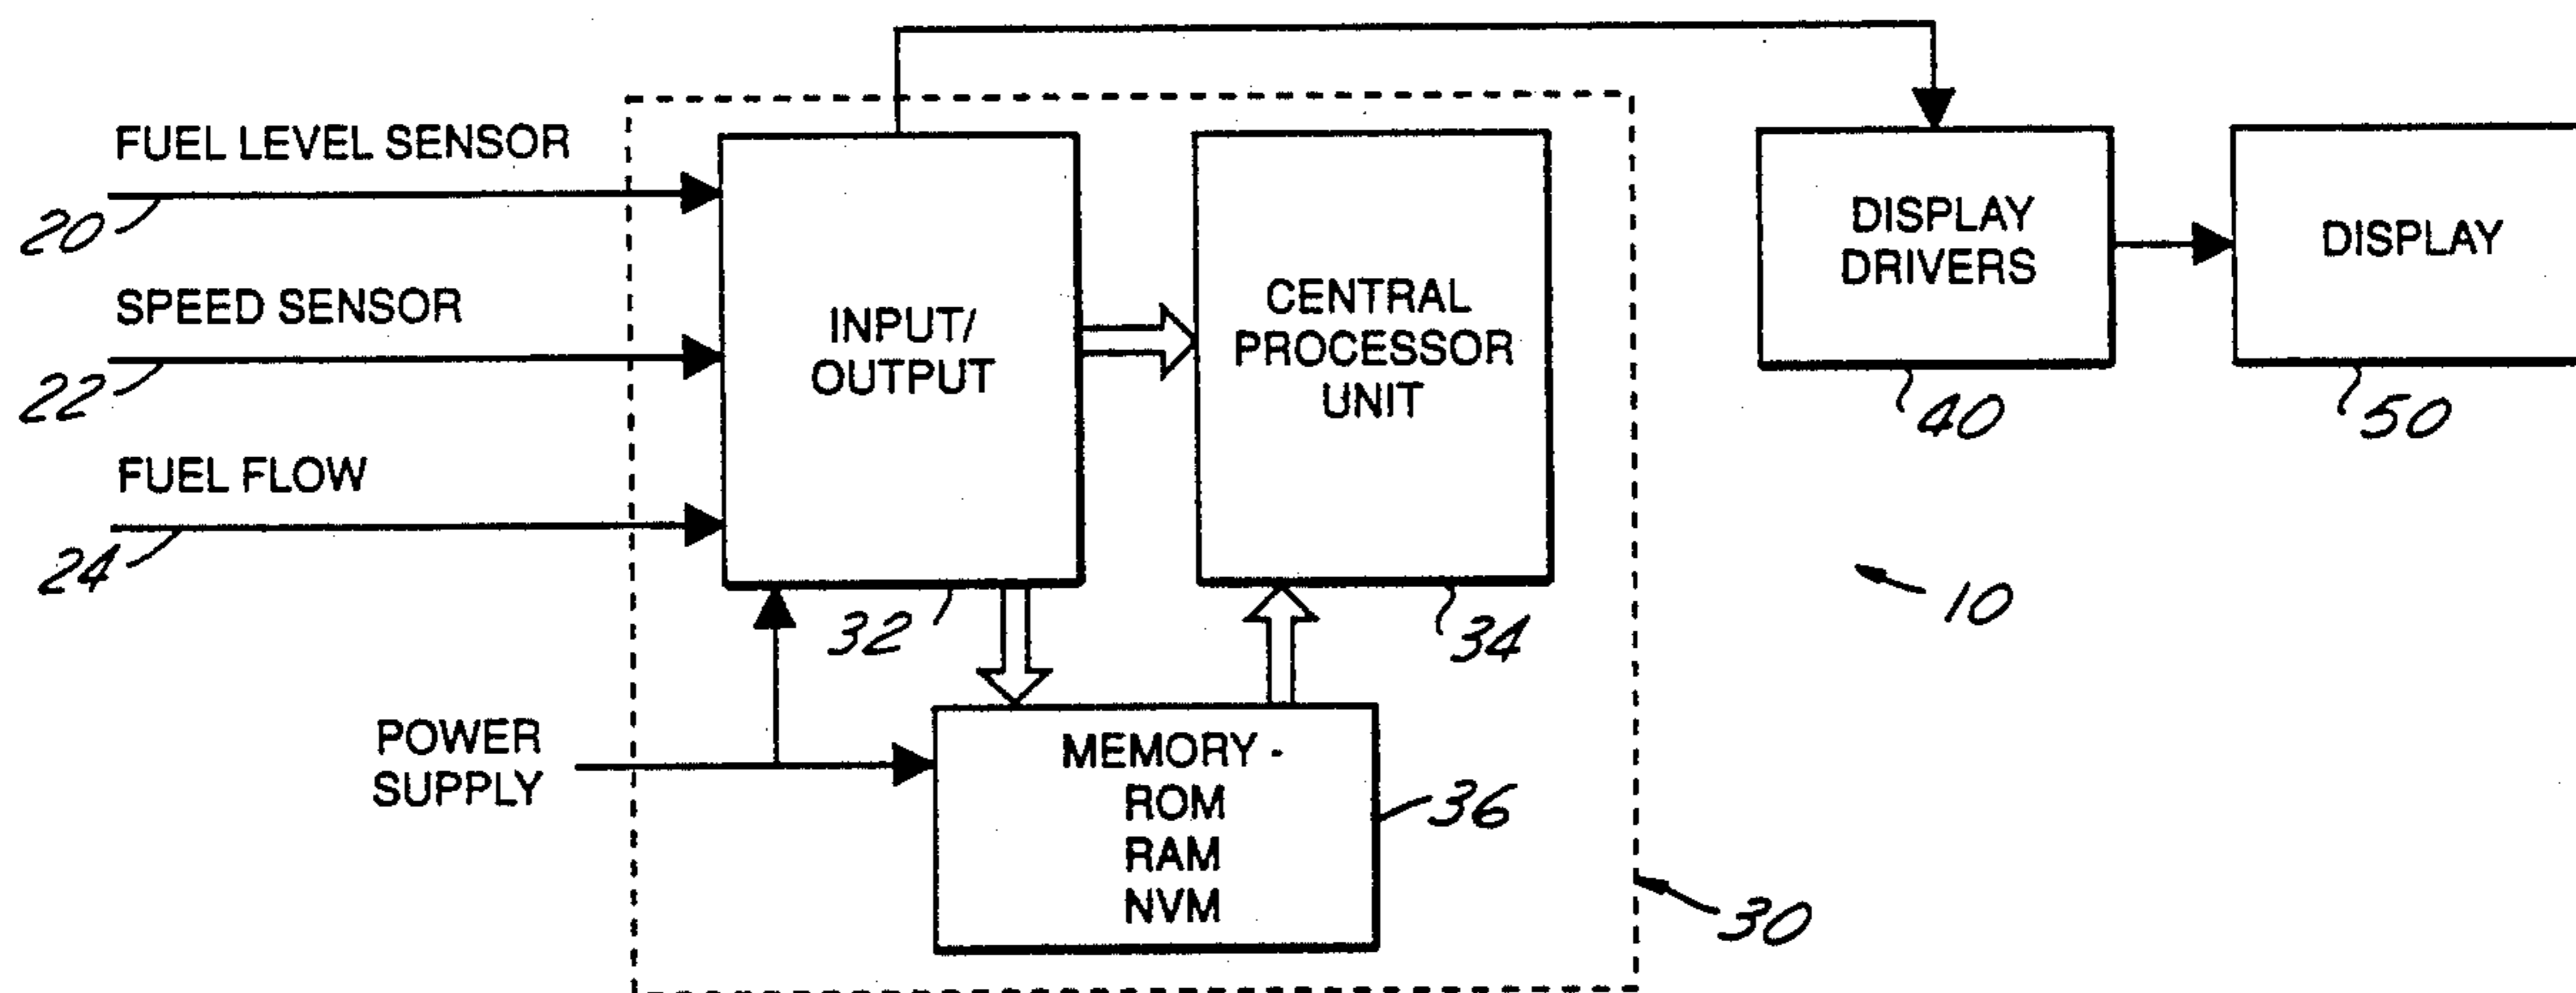 FUEL LEVEL SENSOR
20
SPEED SENSOR
22
FUEL FLOW
24
INPUT/
OUTPUT
32
CENTRAL
PROCESSOR
UNIT
34
DISPLAY
DRIVERS
40
DISPLAY
50
10
POWER
SUPPLY
MEMORY -
ROM
RAM
NVM
36
30